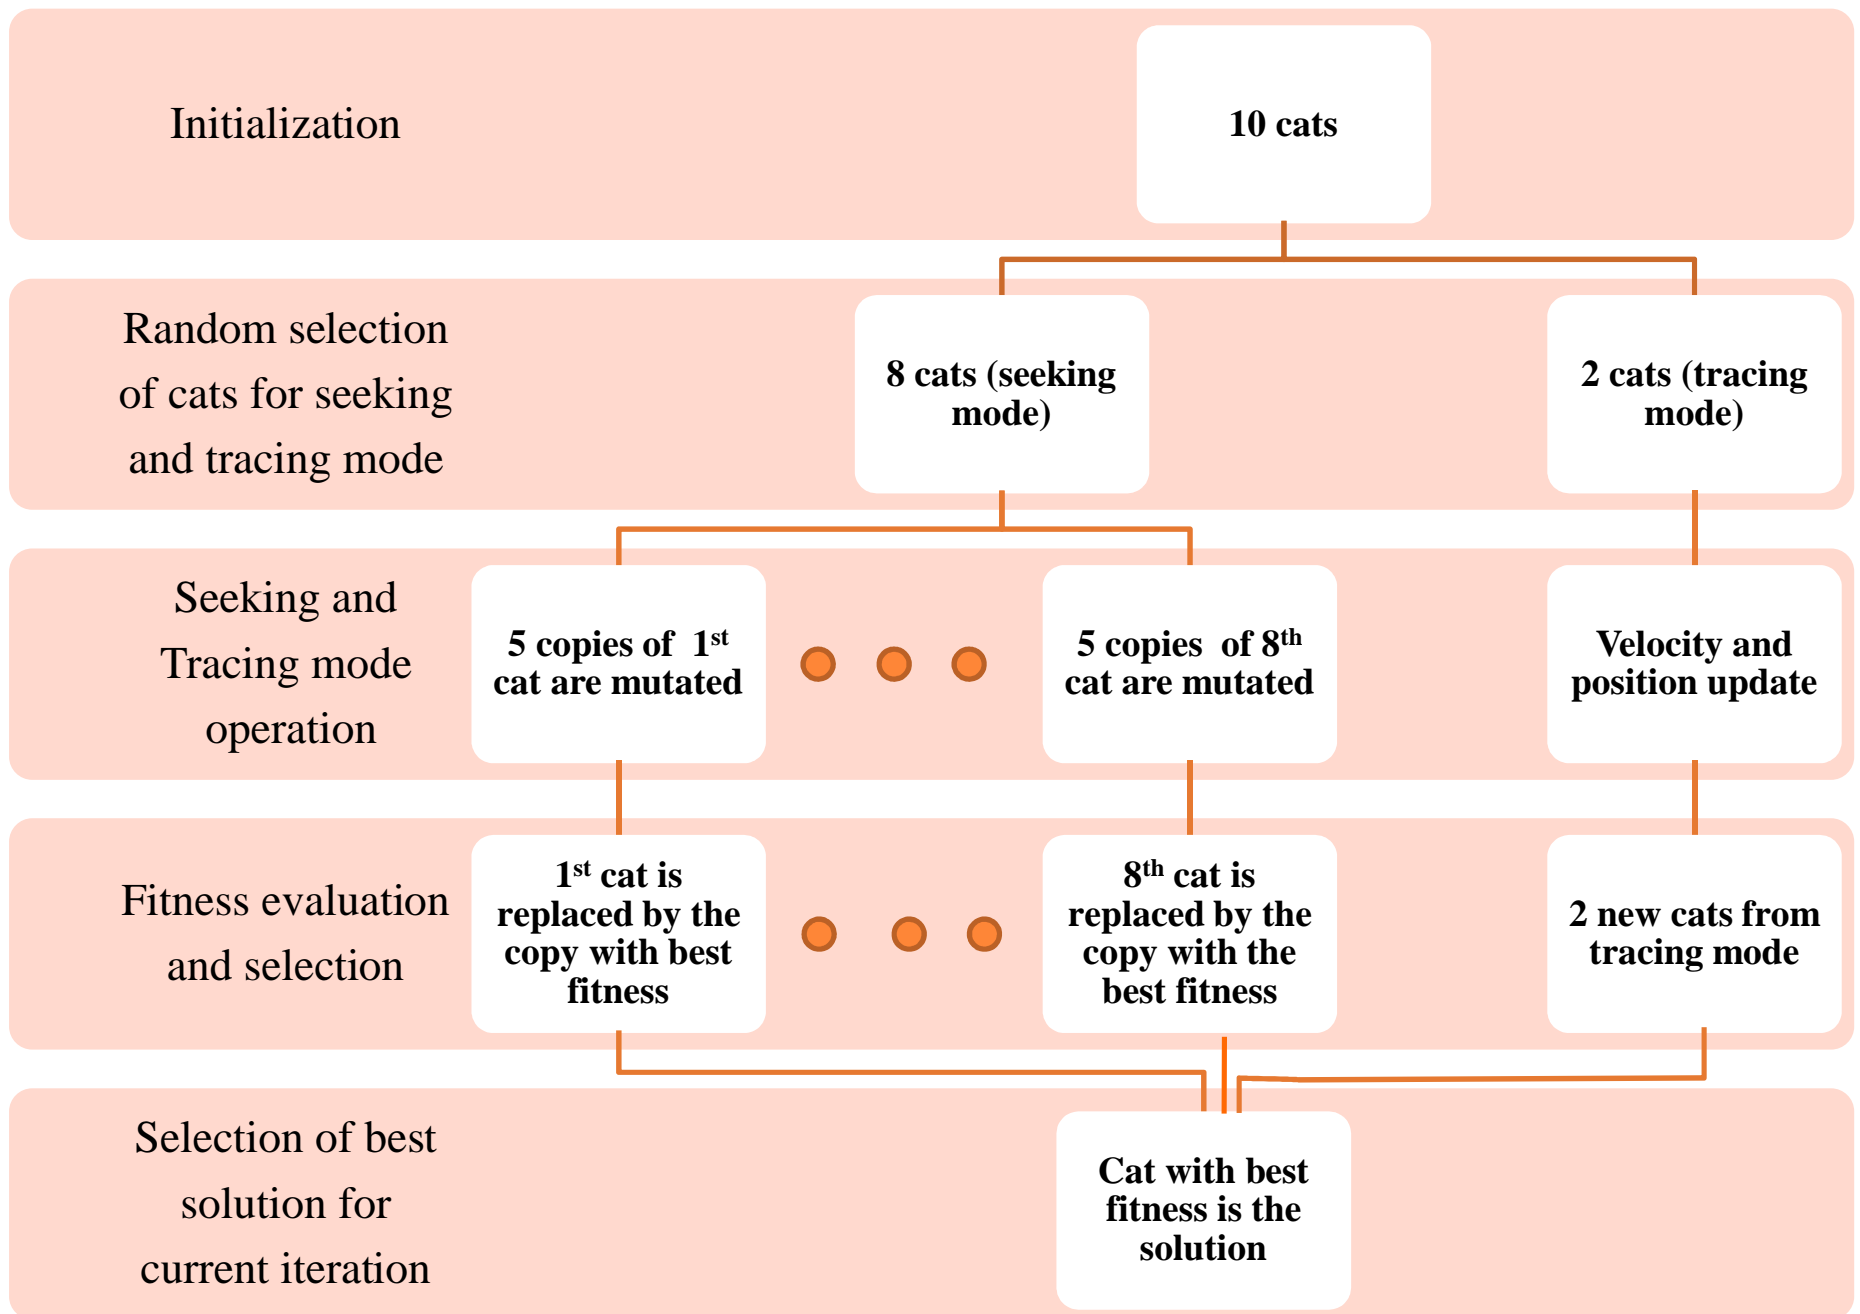 Initialization
10 cats
Random selection
of cats for seeking
and tracing mode
8 cats (seeking
mode)
2 cats (tracing
mode)
Seeking and
Tracing mode
operation
5 copies of 1st
cat are mutated
5 copies of 8th
cat are mutated
Velocity and
position update
Fitness evaluation
and selection
1st cat is
replaced by the
copy with best
fitness
8th cat is
replaced by the
copy with the
best fitness
2 new cats from
tracing mode
Selection of best
solution for
current iteration
Cat with best
fitness is the
solution